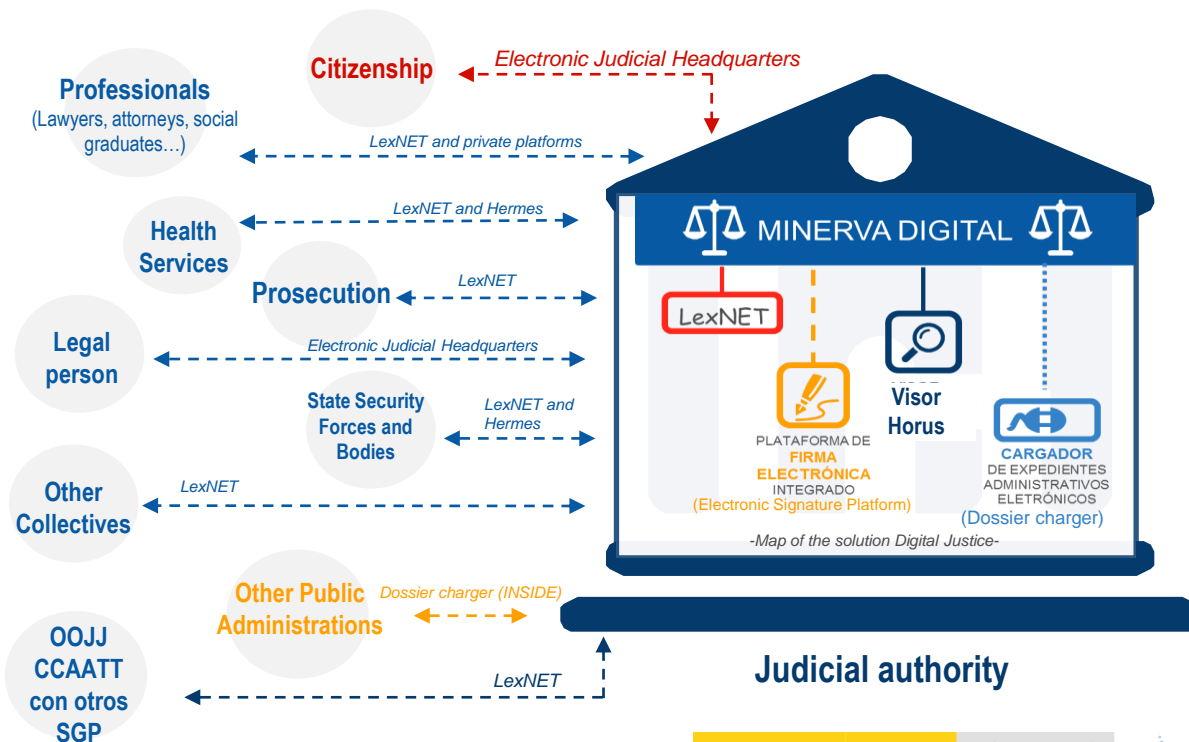 Citizenship
Electronic Judicial Headquarters
Professionals
(Lawyers, attorneys, social
graduates…)
LexNET and private platforms
Health
Services
LexNET and Hermes
Prosecution
LexNET
Legal
person
Electronic Judicial Headquarters
State Security
Forces and
Bodies
LexNET and
Hermes
Other
Collectives
LexNET
Other Public
Administrations
Dossier charger (INSIDE)
OOJJ
CCAATT
con otros
SGP
LexNET
MINERVA DIGITAL
LexNET
PLATAFORMA DE
FIRMA
ELECTRÓNICA
INTEGRADO
(Electronic Signature Platform)
Visor
Horus
CARGADOR
DE EXPEDIENTES
ADMINISTRATIVOS
ELETRÓNICOS
(Dossier charger)
-Map of the solution Digital Justice-
Judicial authority